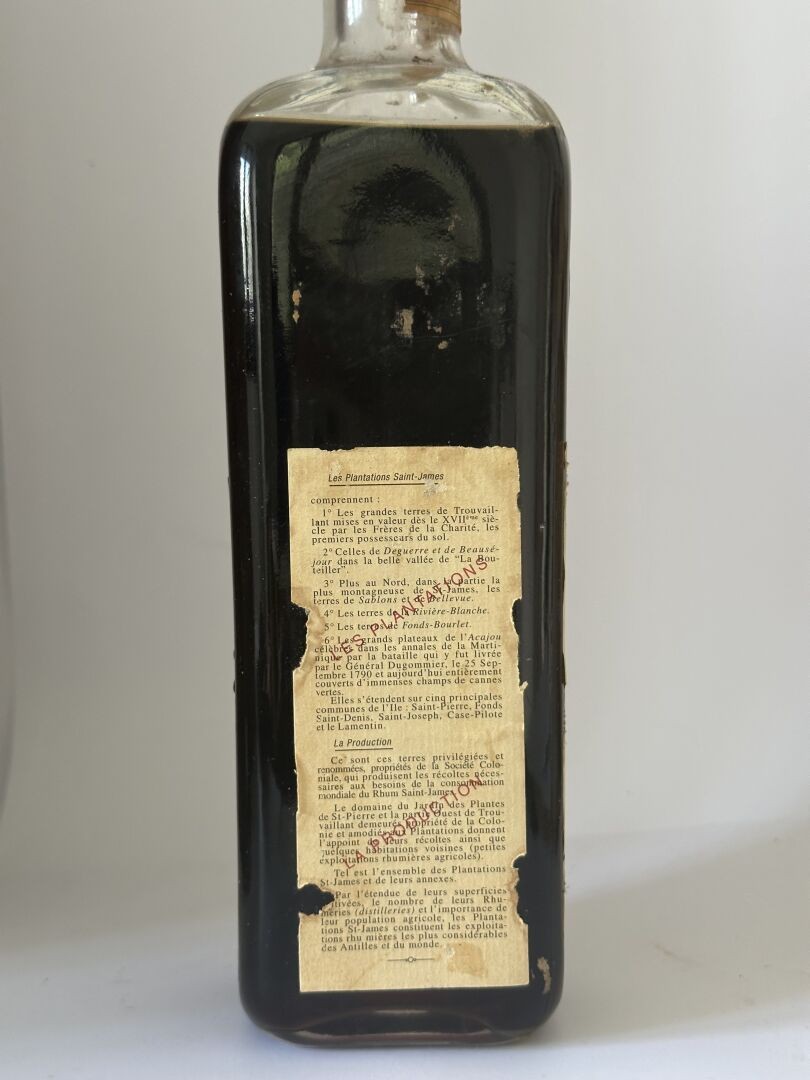 Les Plantations Saint-James
comprennent :
1° Les grandes terres de Trouvail-
lant mises en valeur dès le XVIIème siè-
cle par les Frères de la Charité, les
premiers possesseurs du sol.
2° Celles de Deguerre et de Beausé-
jour dans la belle vallée de "La Bou-
teiller".
3° Plus au Nord, dans la partie la
plus montagneuse de St-James, les
terres de Sablons et de Bellevue.
4° Les terres de Rivière-Blanche.
5° Les terres de Fonds-Bourlet.
LES PLANTATIONS
6° Les grands plateaux de l'Acajou
célèbre dans les annales de la Marti-
nique par la bataille qui y fut livrée
par le Général Dugommier, le 25 Sep-
tembre 1790 et aujourd'hui entièrement
couverts d'immenses champs de cannes
vertes.
Elles s'étendent sur cinq principales
communes de l'Ile : Saint-Pierre, Fonds
Saint-Denis, Saint-Joseph, Case-Pilote
et le Lamentin.
La Production
Ce sont ces terres privilégiées et
renommées, propriétés de la Société Colo-
niale, qui produisent les récoltes néces-
saires aux besoins de la consommation
mondiale du Rhum Saint-James.
Le domaine du Jardin des Plantes
de St-Pierre et la partie Ouest de Trou-
vaillant demeurés propriété de la Colo-
nie et amodiés aux Plantations donnent
l'appoint de leurs récoltes ainsi que
quelques habitations voisines (petites
exploitations rhumières agricoles).
LA PRODUCTION
Tel est l'ensemble des Plantations
St-James et de leurs annexes.
Par l'étendue de leurs superficies
tivées, le nombre de leurs Rhu-
meries (distilleries) et l'importance de
leur population agricole, les Planta-
tions St-James constituent les exploita-
tions rhu mières les plus considérables
des Antilles et du monde.